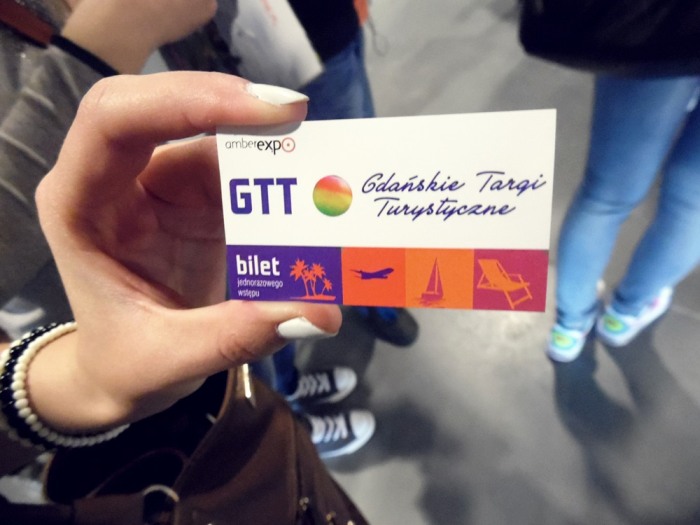 amberexpo
GTT
Gdańskie Targi
Turystyczne
bilet
jednorazowego
wstępu